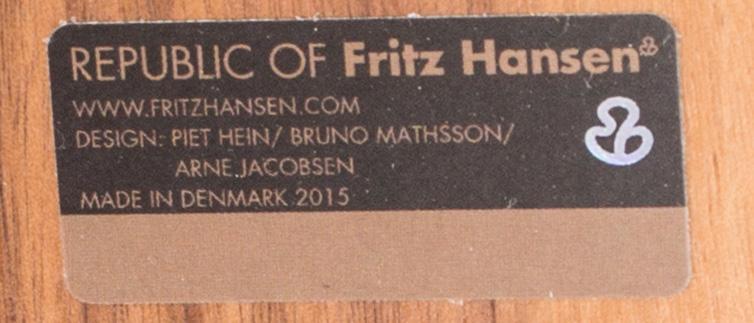 REPUBLIC OF Fritz Hansen
WWW.FRITZHANSEN.COM
DESIGN: PIET HEIN/ BRUNO MATHSSON/
ARNE JACOBSEN
MADE IN DENMARK 2015